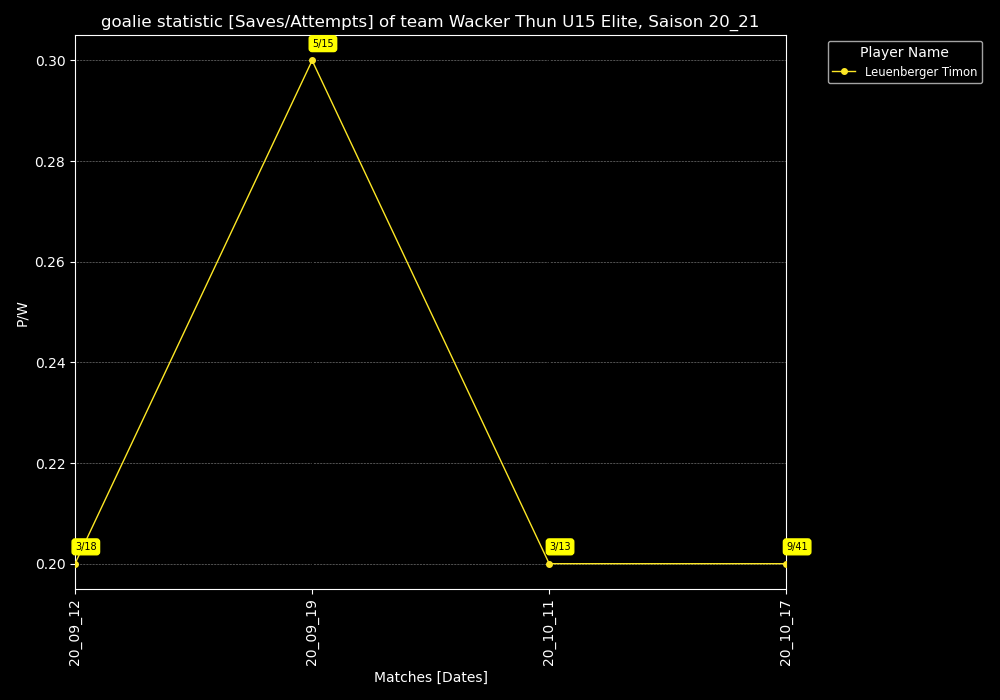 goalie statistic [Saves/Attempts] of team Wacker Thun U15 Elite, Saison 20_21
Player Name
Leuenberger Timon
5/15
3/18
3/13
9/41
P/W
0.30
0.28
0.26
0.24
0.22
0.20
20_09_12
20_09_19
20_10_11
20_10_17
Matches [Dates]